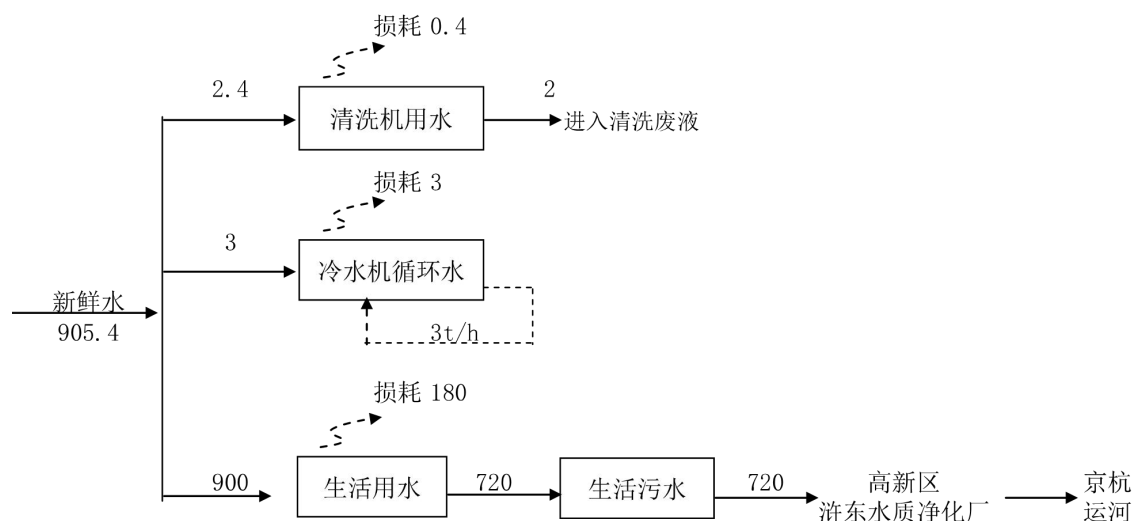 损耗 0.4
2.4
清洗机用水
2
进入清洗废液
损耗 3
3
冷水机循环水
3t/h
新鲜水
905.4
损耗 180
900
生活用水
720
生活污水
720
高新区
浒东水质净化厂
京杭
运河